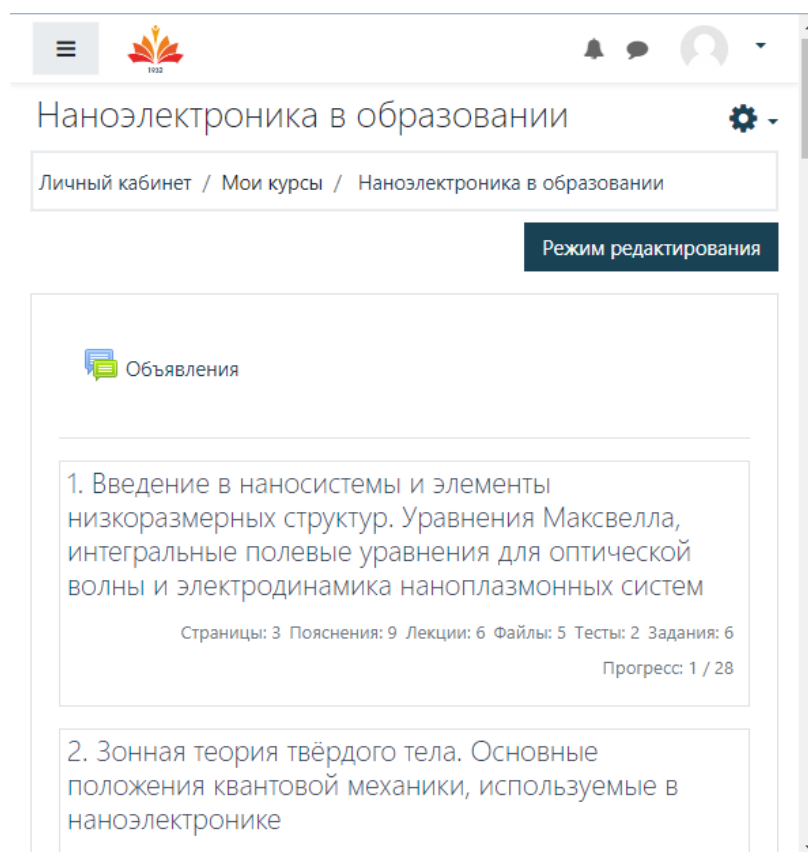 1932
Наноэлектроника в образовании
Личный кабинет / Мои курсы / Наноэлектроника в образовании
Режим редактирования
Объявления
1. Введение в наносистемы и элементы
низкоразмерных структур. Уравнения Максвелла,
интегральные полевые уравнения для оптической
волны и электродинамика наноплазмонных систем
Страницы: 3 Пояснения: 9 Лекции: 6 Файлы: 5 Тесты: 2 Задания: 6
Прогресс: 1 / 28
2. Зонная теория твёрдого тела. Основные
положения квантовой механики, используемые в
наноэлектронике